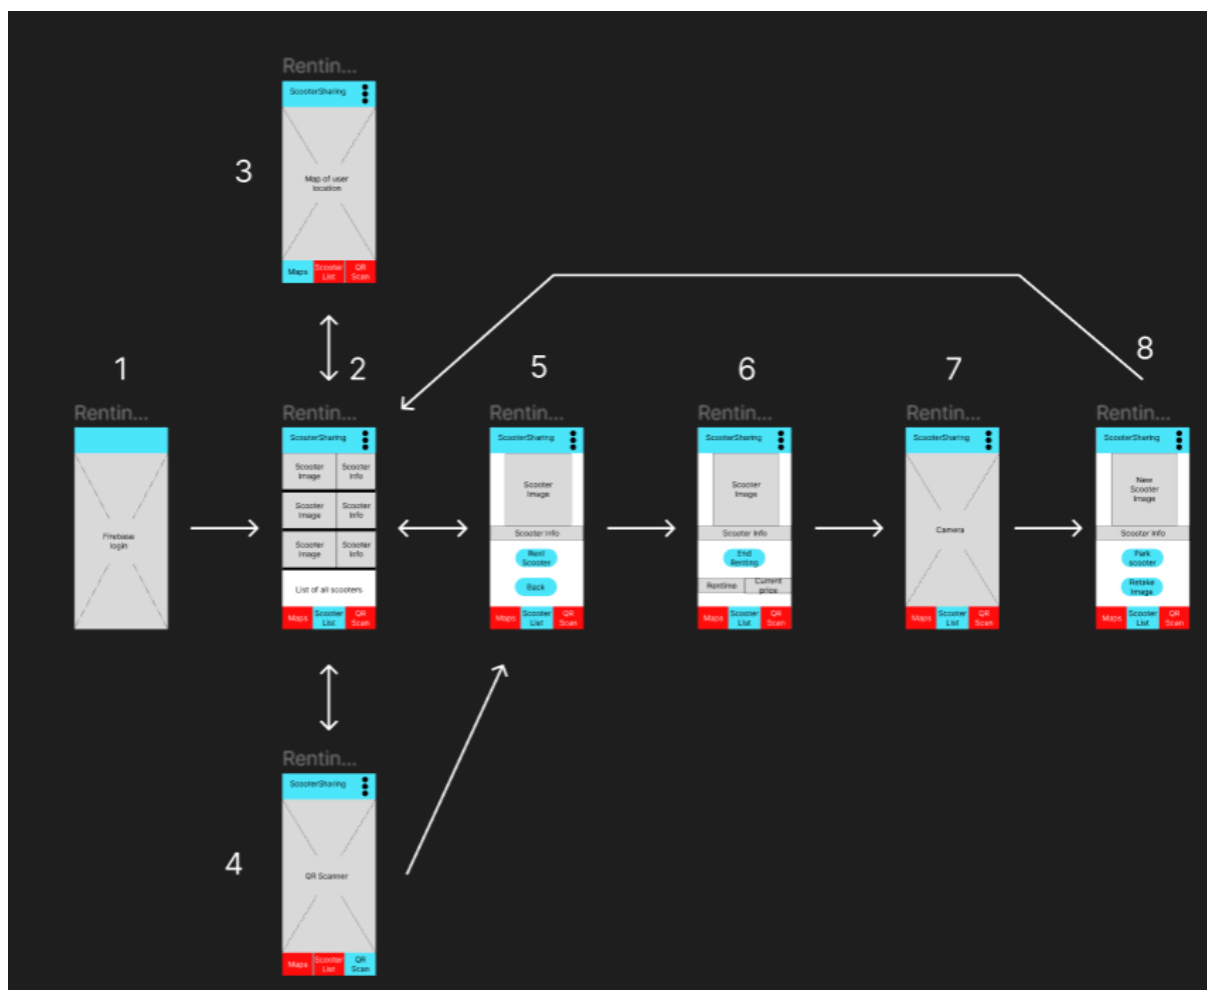 Rentin...
ScooterSharing
3
Map of user
location
Maps
Scooter
List
QR
Scan
1
Rentin...
Firebase
login
2
Rentin...
ScooterSharing
Scooter
Image
Scooter
Info
Scooter
Image
Scooter
Info
Scooter
Image
Scooter
Info
List of all scooters
Maps
Scooter
List
QR
Scan
5
Rentin...
ScooterSharing
Scooter
Image
Scooter Info
Rent
Scooter
Back
Maps
Scooter
List
QR
Scan
6
Rentin...
ScooterSharing
Scooter
Image
Scooter Info
End
Renting
Rentime
Current
price
Maps
Scooter
List
QR
Scan
7
Rentin...
ScooterSharing
Camera
Maps
Scooter
List
QR
Scan
8
Rentin...
ScooterSharing
New
Scooter
Image
Scooter Info
Park
scooter
Retake
Image
Maps
Scooter
List
QR
Scan
Rentin...
ScooterSharing
4
QR Scanner
Maps
Scooter
List
QR
Scan